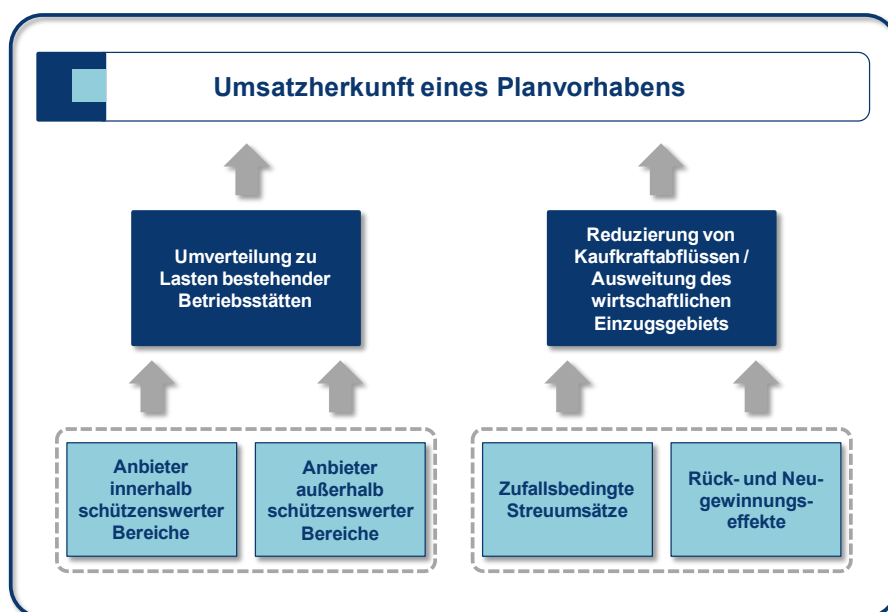 Umsatzherkunft eines Planvorhabens
Umverteilung zu
Lasten bestehender
Betriebsstätten
Reduzierung von
Kaufkraftabflüssen /
Ausweitung des
wirtschaftlichen
Einzugsgebiets
Anbieter
innerhalb
schützenswerter
Bereiche
Anbieter
außerhalb
schützenswerter
Bereiche
Zufallsbedingte
Streuumsätze
Rück- und Neu-
gewinnungs-
effekte